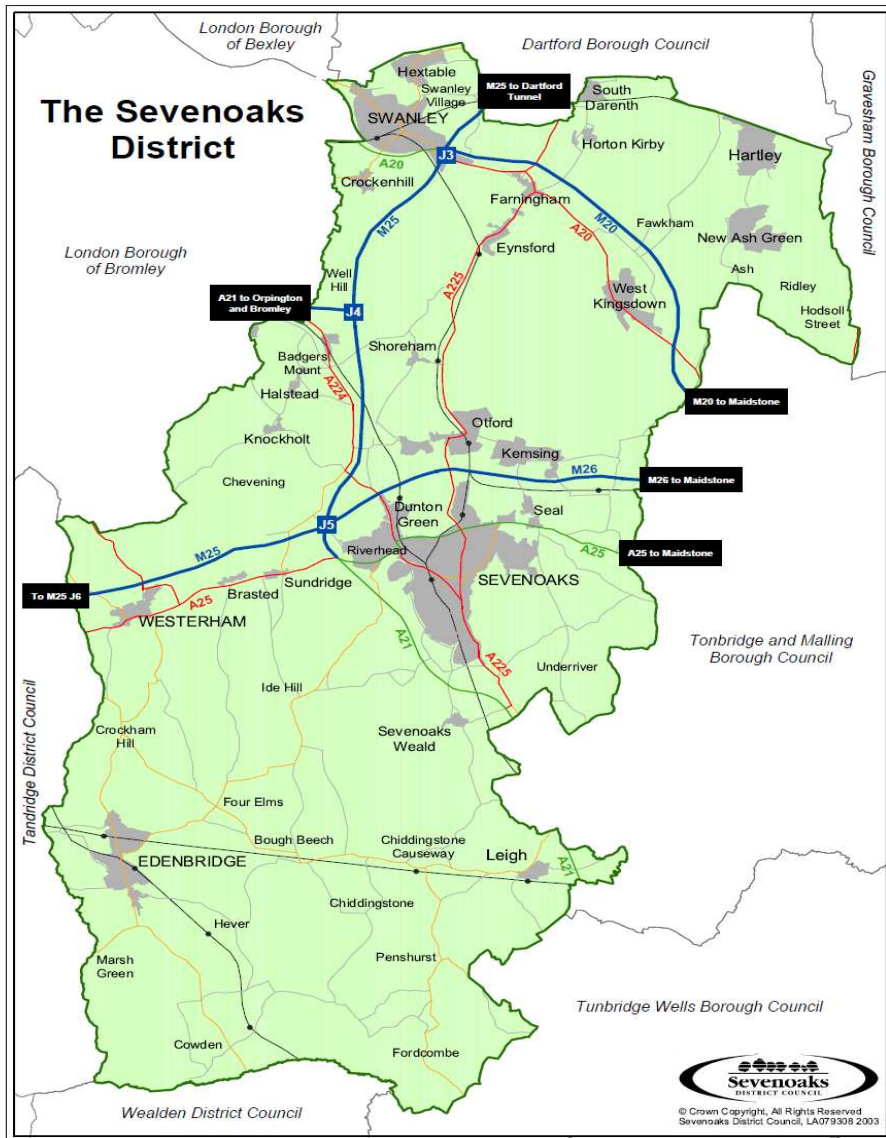 London Borough
of Bexley
Dartford Borough Council
The Sevenoaks
District
Hextable
Swanley
Village
M25 to Dartford
Tunnel
SWANLEY
South
Darenth
Gravesham Borough Council
J3
A20
Horton Kirby
Hartley
Crockenhill
Farningham
M25
M20
A20
Fawkham
New Ash Green
London Borough
of Bromley
Eynsford
Well
Hill
A225
Ash
West
Kingsdown
Ridley
Hodsoll
Street
A21 to Orpington
and Bromley
J4
Shoreham
Badgers
Mount
A224
Halstead
M20 to Maidstone
Otford
Knockholt
Kemsing
M26
M26 to Maidstone
Chevening
Dunton
Green
Seal
J5
M25
Riverhead
A25
A25 to Maidstone
Sundridge
SEVENOAKS
To M25 J6
Brasted
A25
WESTERHAM
A21
Tonbridge and Malling
Borough Council
A225
Underriver
Ide Hill
Tandridge District Council
Crockham
Hill
Sevenoaks
Weald
Four Elms
Bough Beech
Chiddingstone
Causeway
Leigh
A21
EDENBRIDGE
Chiddingstone
Hever
Marsh
Green
Penshurst
Tunbridge Wells Borough Council
Cowden
Fordcombe
Wealden District Council
Sevenoaks
DISTRICT COUNCIL
© Crown Copyright, All Rights Reserved
Sevenoaks District Council, LA079308 2003